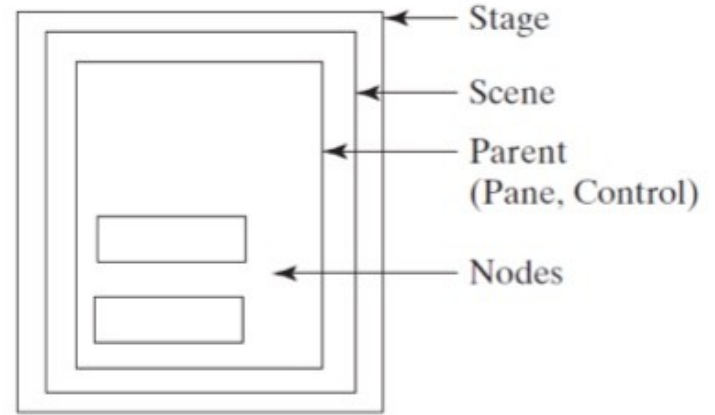 Stage
Scene
Parent
(Pane, Control)
Nodes